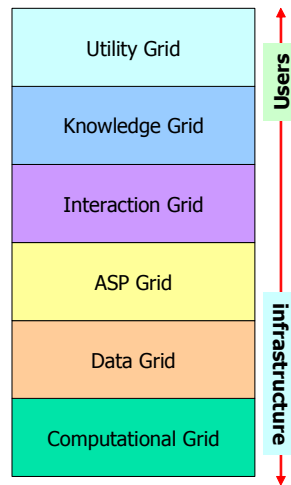 Utility Grid
Users
Knowledge Grid
Interaction Grid
ASP Grid
infrastructure
Data Grid
Computational Grid